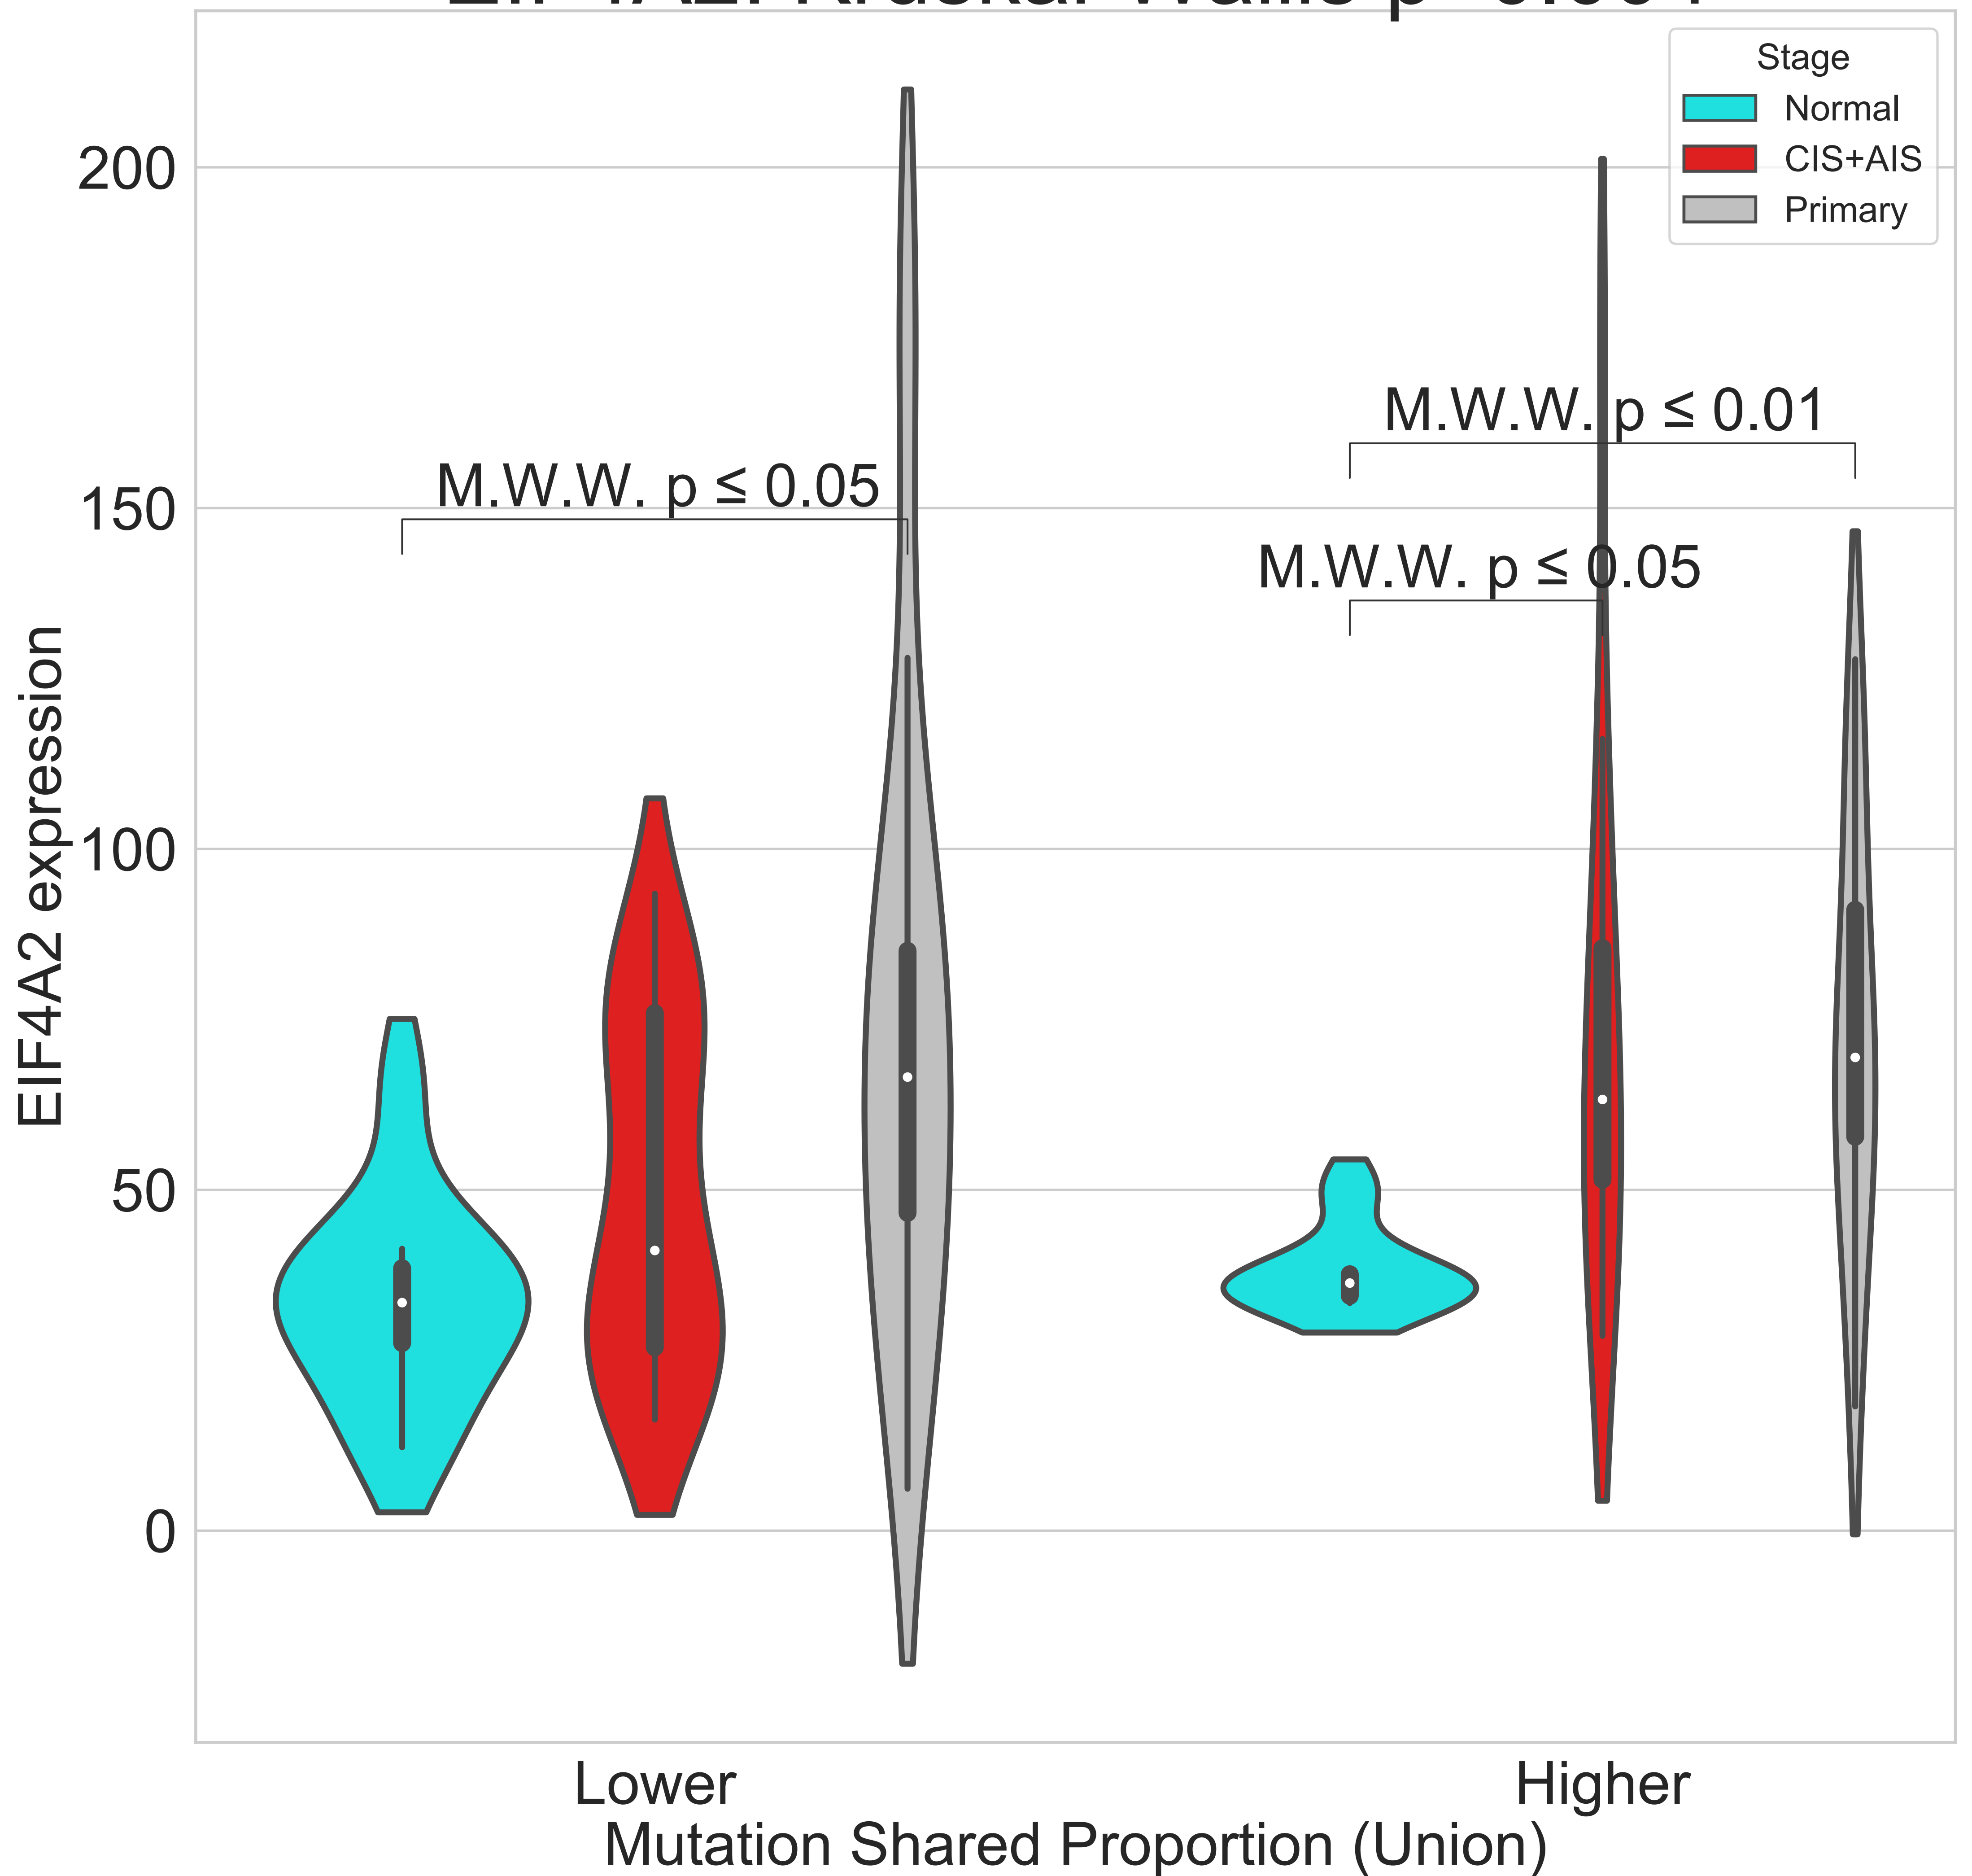 Stage
Normal
CIS+AIS
Primary
200
150
100
50
0
M.W.W. p ≤ 0.01
M.W.W. p ≤ 0.05
M.W.W. p ≤ 0.05
EIF4A2 expression
Lower
Higher
Mutation Shared Proportion (Union)